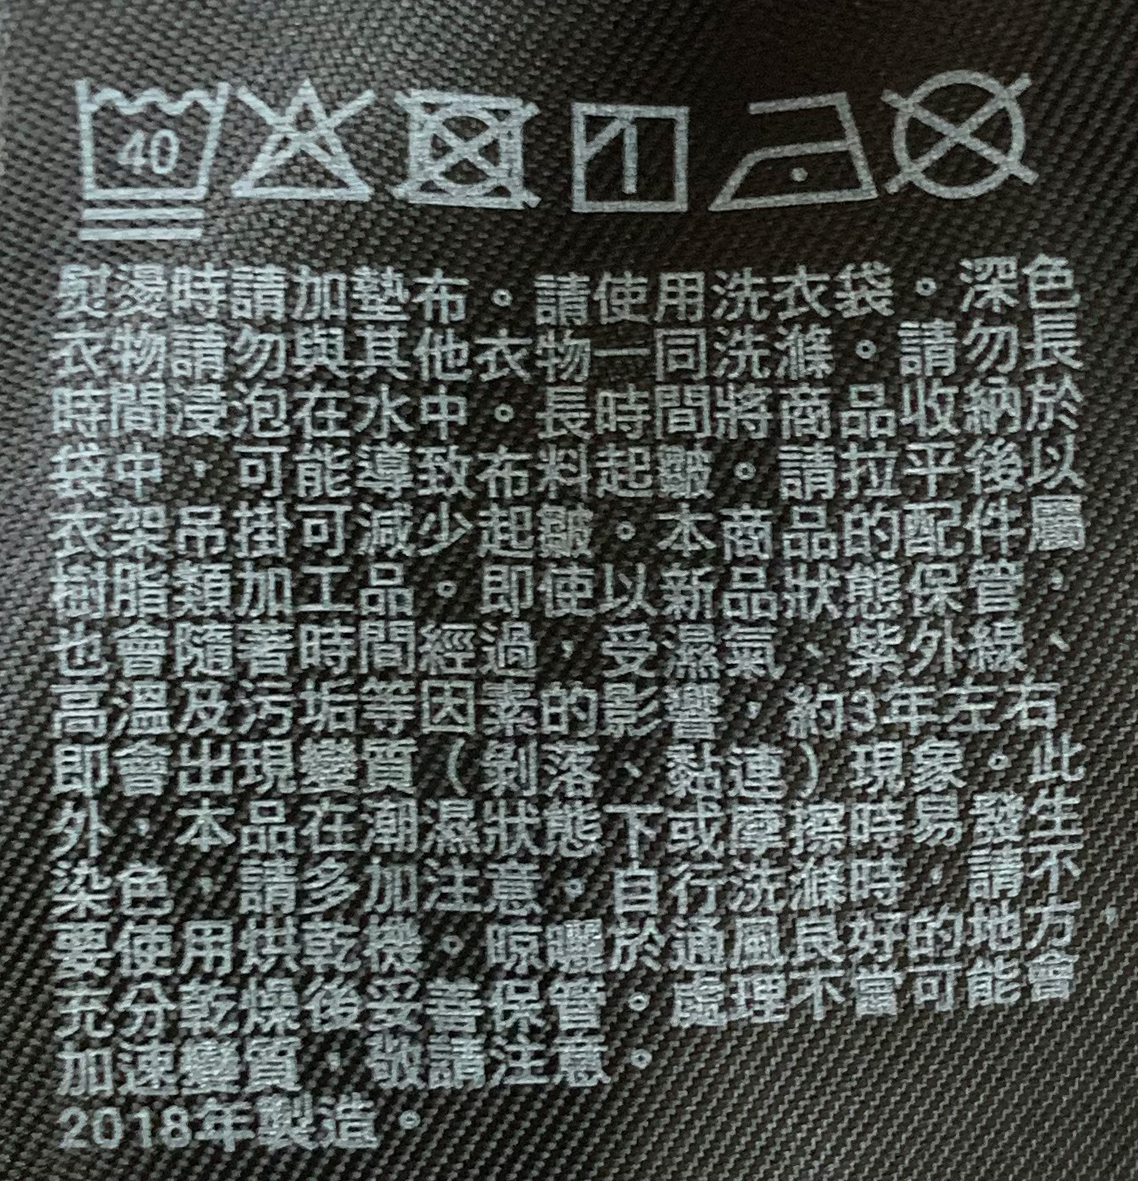 40
熨燙時請加墊布。請使用洗衣袋。深色
衣物請勿與其他衣物一同洗滌。請勿長
時間浸泡在水中。長時間將商品收納於
袋中，可能導致布料起皺。請拉平後以
衣架吊掛可減少起皺。本商品的配件屬
樹脂類加工品。即使以新品狀態保管，
也會隨著時間經過，受濕氣、紫外線、
高溫及污垢等因素的影響，約3年左右
即會出現變質（剝落、黏連）現象。此
外，本品在潮濕狀態下或摩擦時易發生
染色，請多加注意。自行洗滌時，請不
要使用烘乾機。晾曬於通風良好的地方，
充分乾燥後妥善保管。處理不當可能會
加速變質，敬請注意。
2018年製造。